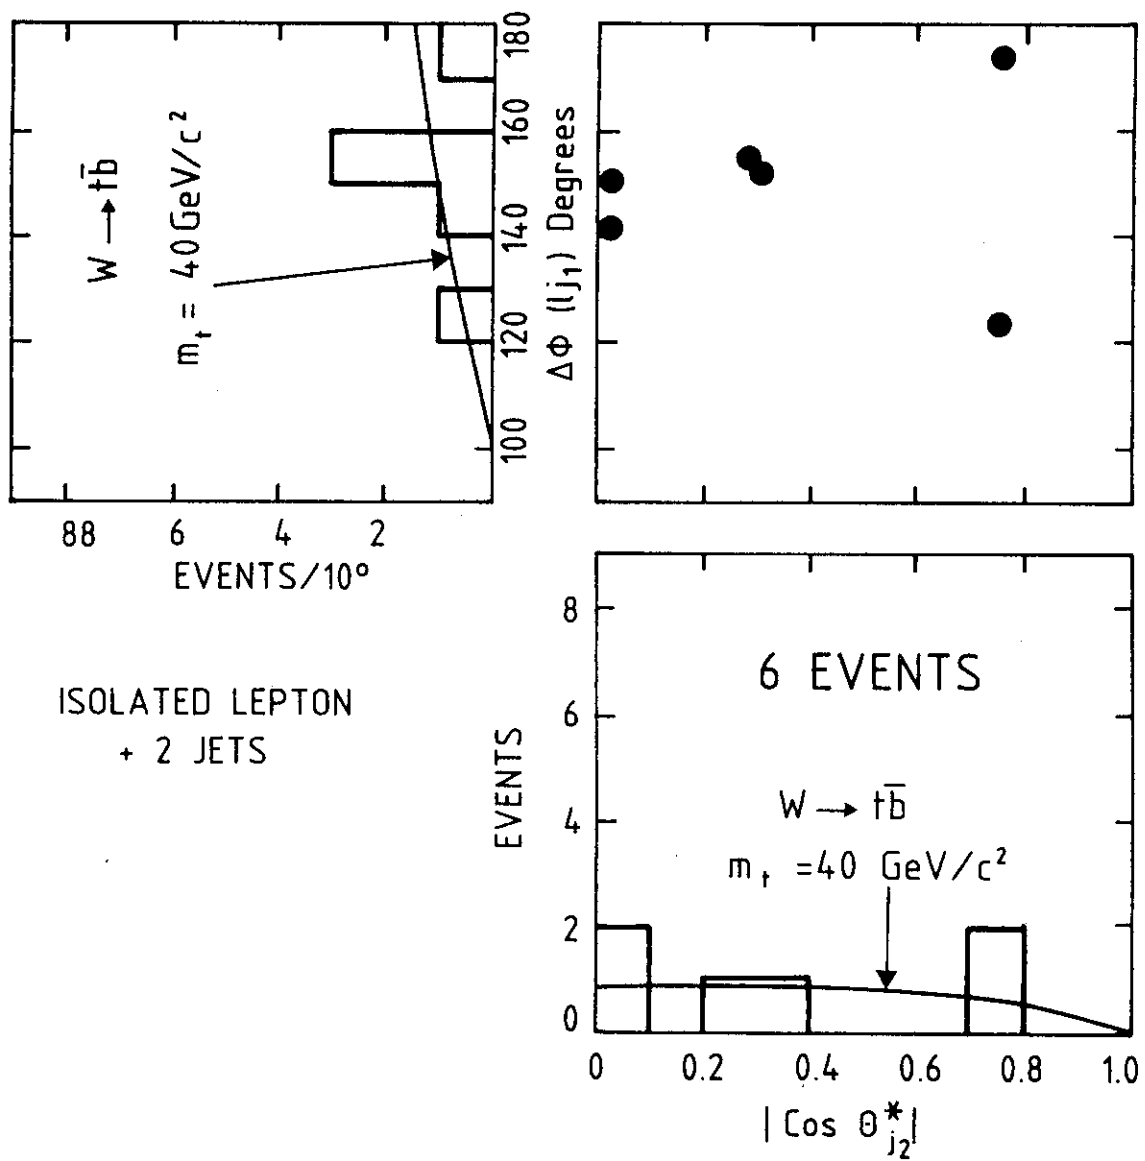 W → tb̅
m_t = 40 GeV/c²
180
160
140
120
100
ΔΦ (lj₁) Degrees
88 6 4 2
EVENTS/10°
ISOLATED LEPTON
+ 2 JETS
8
6
4
2
0
EVENTS
6 EVENTS
W → tb̅
m_t = 40 GeV/c²
0 0.2 0.4 0.6 0.8 1.0
| Cos Θ*_j₂|